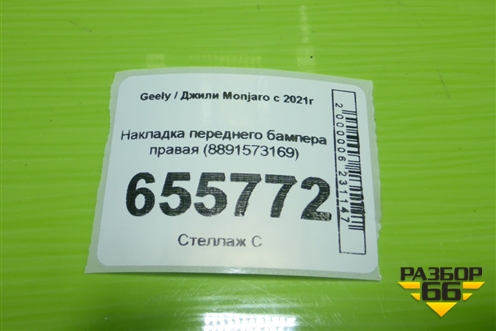 Geely / Джили Monjaro с 2021г
Накладка переднего бампера
правая (8891573169)
655772
Стеллаж С
2000006231147
РАЗБОР
66